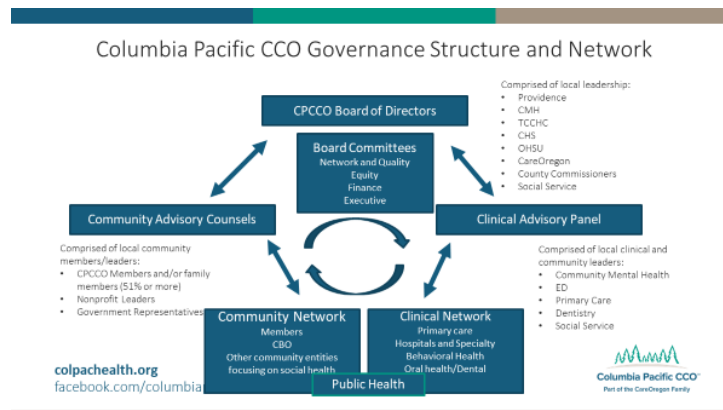 Columbia Pacific CCO Governance Structure and Network
Comprised of local leadership:
• Providence
• CMH
• TCCHC
• CHS
• OHSU
• CareOregon
• County Commissioners
• Social Service
CPCCO Board of Directors
Board Committees
Network and Quality
Equity
Finance
Executive
Community Advisory Counsels
Clinical Advisory Panel
Comprised of local community
members/leaders:
• CPCCO Members and/or family
members (51% or more)
• Nonprofit Leaders
• Government Representatives
Comprised of local clinical and
community leaders:
• Community Mental Health
• ED
• Primary Care
• Dentistry
• Social Service
Community Network
Members
CBO
Other community entities
focusing on social health
Clinical Network
Primary care
Hospitals and Specialty
Behavioral Health
Oral health/Dental
Public Health
colpachealth.org
facebook.com/columbia
Columbia Pacific CCO™
Part of the CareOregon Family